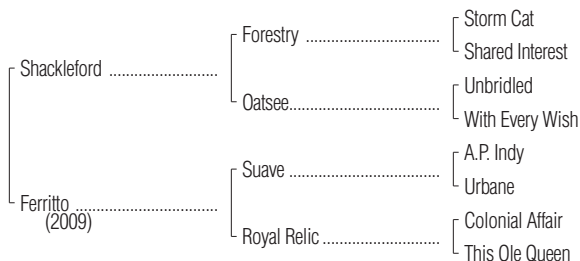 Storm Cat
Forestry ................................
Shared Interest
Shackleford ..........................
Unbridled
Oatsee....................................
With Every Wish
A.P. Indy
Suave ....................................
Urbane
Ferritto ...................................
(2009)
Colonial Affair
Royal Relic .............................
This Ole Queen